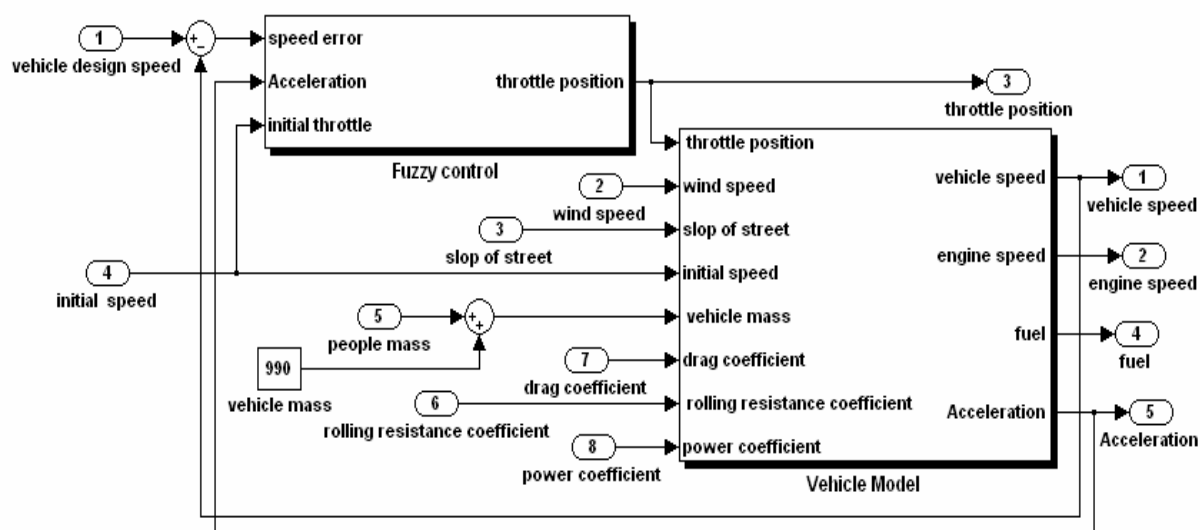 1
vehicle design speed
+
−
speed error
Acceleration
initial throttle
throttle position
Fuzzy control
3
throttle position
throttle position
wind speed
slop of street
initial speed
vehicle mass
drag coefficient
rolling resistance coefficient
power coefficient
vehicle speed
engine speed
fuel
Acceleration
Vehicle Model
2
wind speed
3
slop of street
4
initial speed
5
people mass
+
+
990
vehicle mass
7
drag coefficient
6
rolling resistance coefficient
8
power coefficient
1
vehicle speed
2
engine speed
4
fuel
5
Acceleration